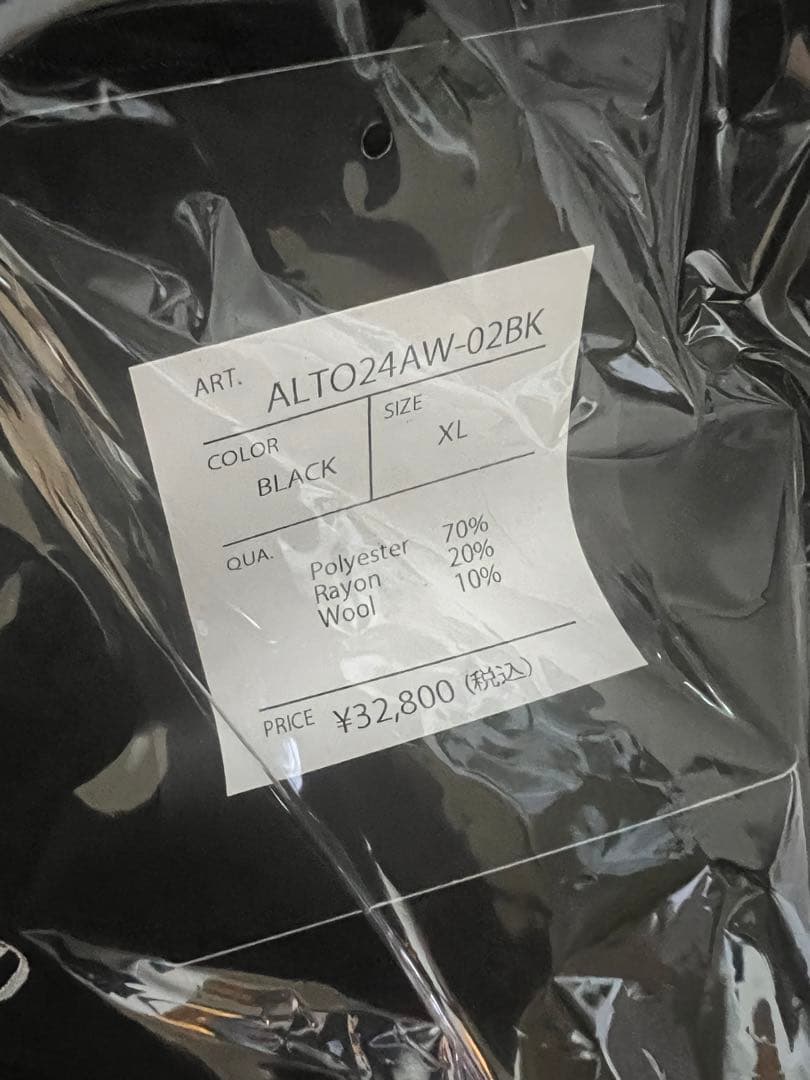 ART. ALTO24AW-02BK
COLOR
BLACK
SIZE
XL
QUA.
Polyester 70%
Rayon 20%
Wool 10%
PRICE ¥32,800 (税込)